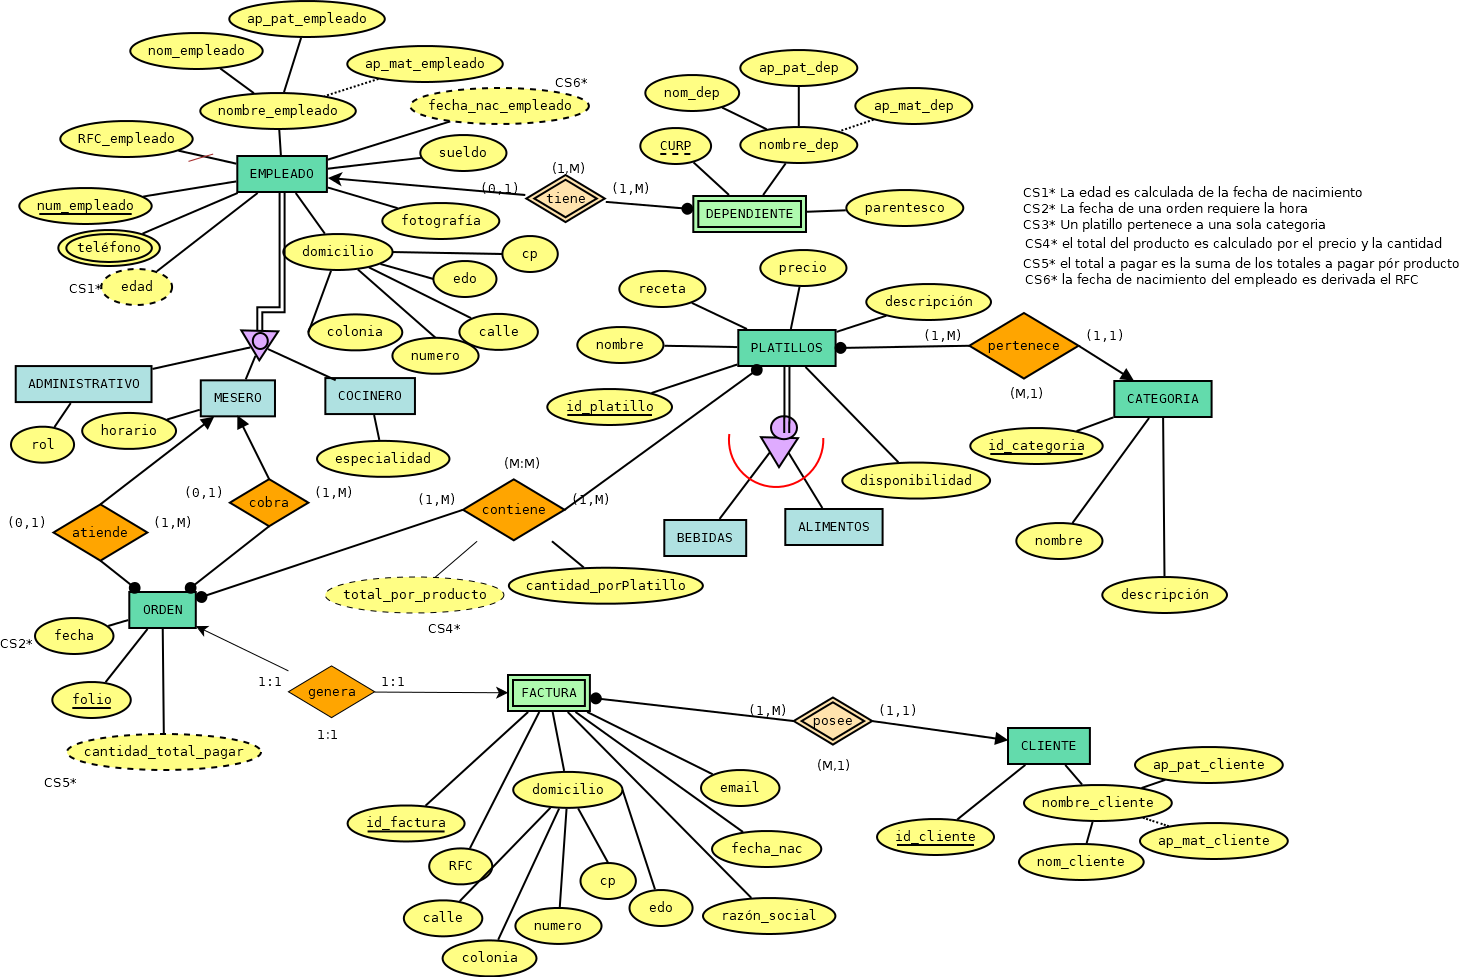 ap_pat_empleado
nom_empleado
ap_mat_empleado
ap_pat_dep
CS6*
nom_dep
fecha_nac_empleado
ap_mat_dep
nombre_empleado
RFC_empleado
sueldo
CURP
nombre_dep
EMPLEADO
(1,M)
(0,1)
tiene
(1,M)
CS1* La edad es calculada de la fecha de nacimiento
num_empleado
DEPENDIENTE
parentesco
CS2* La fecha de una orden requiere la hora
fotografía
CS3* Un platillo pertenece a una sola categoria
teléfono
domicilio
cp
CS4* el total del producto es calculado por el precio y la cantidad
precio
CS5* el total a pagar es la suma de los totales a pagar pór producto
CS1*
edad
edo
receta
CS6* la fecha de nacimiento del empleado es derivada el RFC
descripción
colonia
calle
nombre
PLATILLOS
(1,M)
pertenece
(1,1)
numero
ADMINISTRATIVO
MESERO
COCINERO
(M,1)
CATEGORIA
id_platillo
rol
horario
especialidad
id_categoria
(M:M)
disponibilidad
(0,1)
cobra
(1,M)
(1,M)
contiene
(1,M)
(0,1)
atiende
(1,M)
BEBIDAS
ALIMENTOS
nombre
total_por_producto
cantidad_porPlatillo
descripción
ORDEN
CS4*
fecha
CS2*
1:1
genera
1:1
FACTURA
folio
1:1
(1,M)
posee
(1,1)
cantidad_total_pagar
CLIENTE
CS5*
(M,1)
ap_pat_cliente
domicilio
email
nombre_cliente
id_factura
id_cliente
ap_mat_cliente
RFC
fecha_nac
nom_cliente
cp
calle
edo
razón_social
numero
colonia